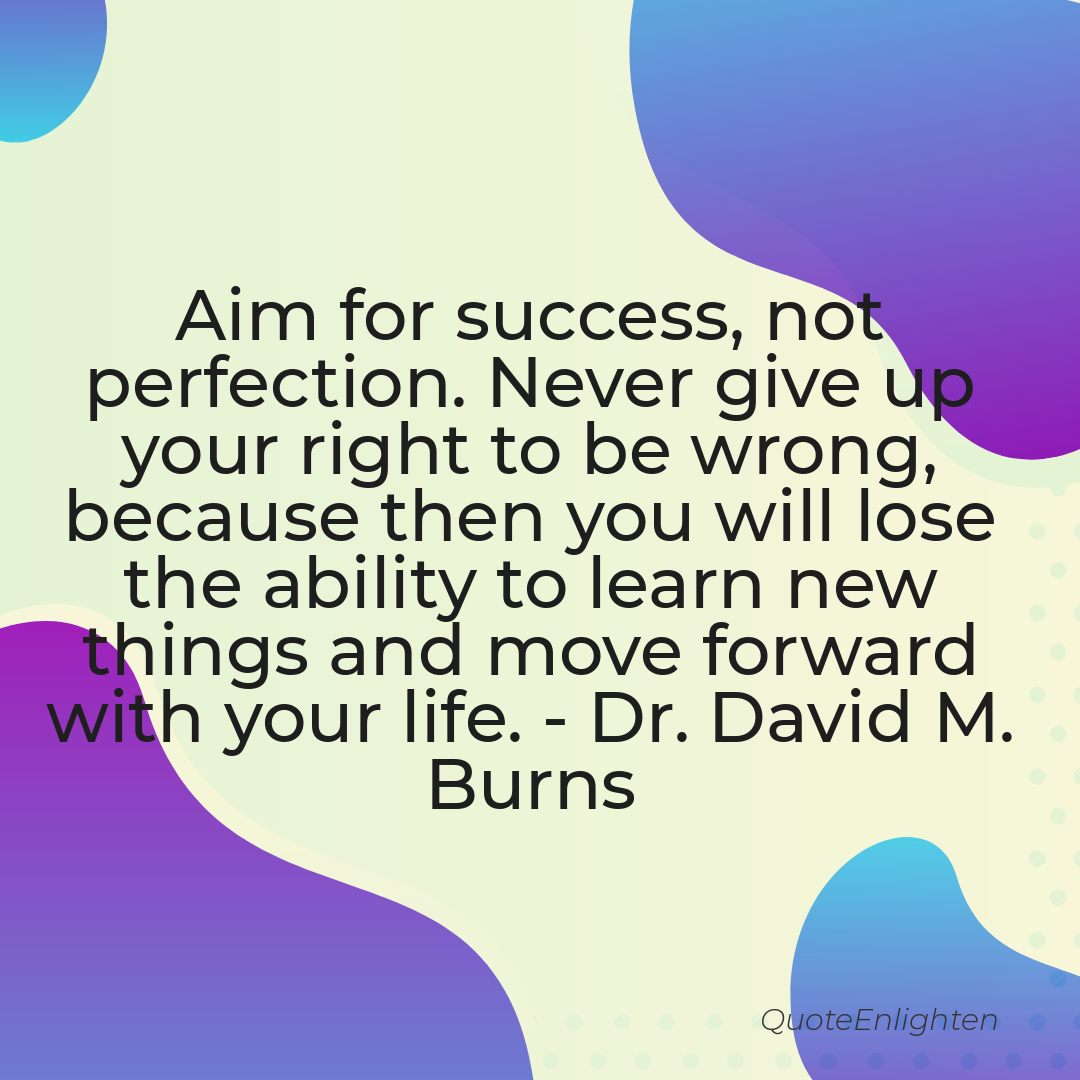 Aim for success, not
perfection. Never give up
your right to be wrong,
because then you will lose
the ability to learn new
things and move forward
with your life. - Dr. David M.
Burns
QuoteEnlighten